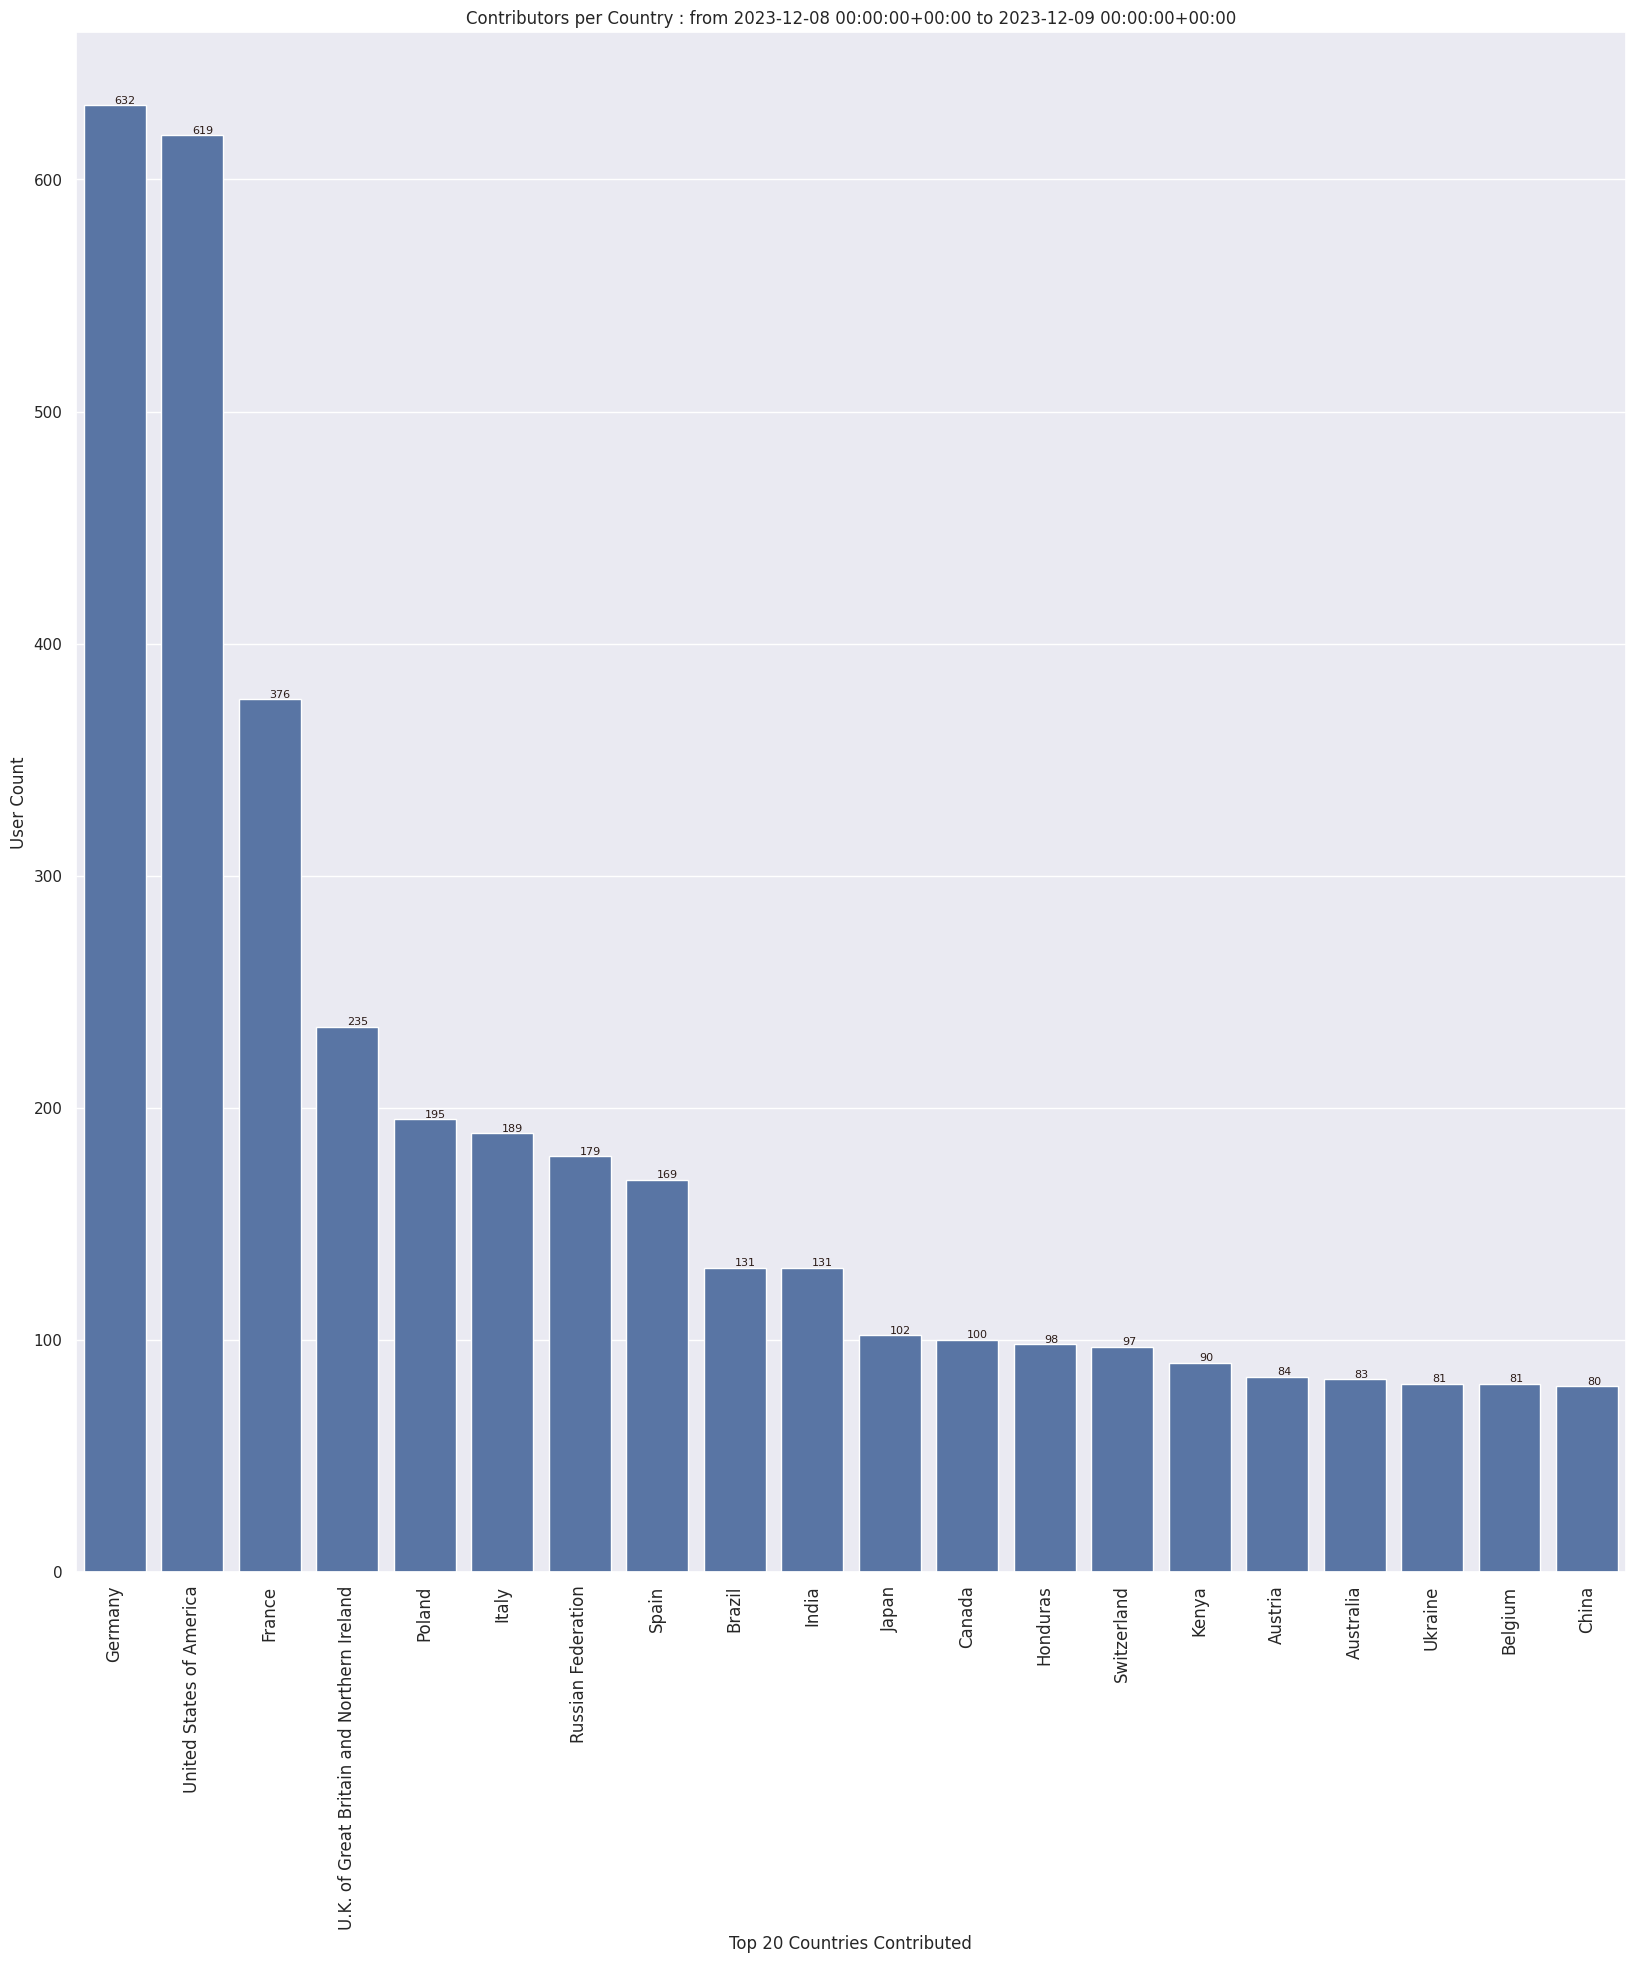 Contributors per Country : from 2023-12-08 00:00:00+00:00 to 2023-12-09 00:00:00+00:00
User Count
600
500
400
300
200
100
0
632
619
376
235
195
189
179
169
131
131
102
100
98
97
90
84
83
81
81
80
Germany
United States of America
France
U.K. of Great Britain and Northern Ireland
Poland
Italy
Russian Federation
Spain
Brazil
India
Japan
Canada
Honduras
Switzerland
Kenya
Austria
Australia
Ukraine
Belgium
China
Top 20 Countries Contributed